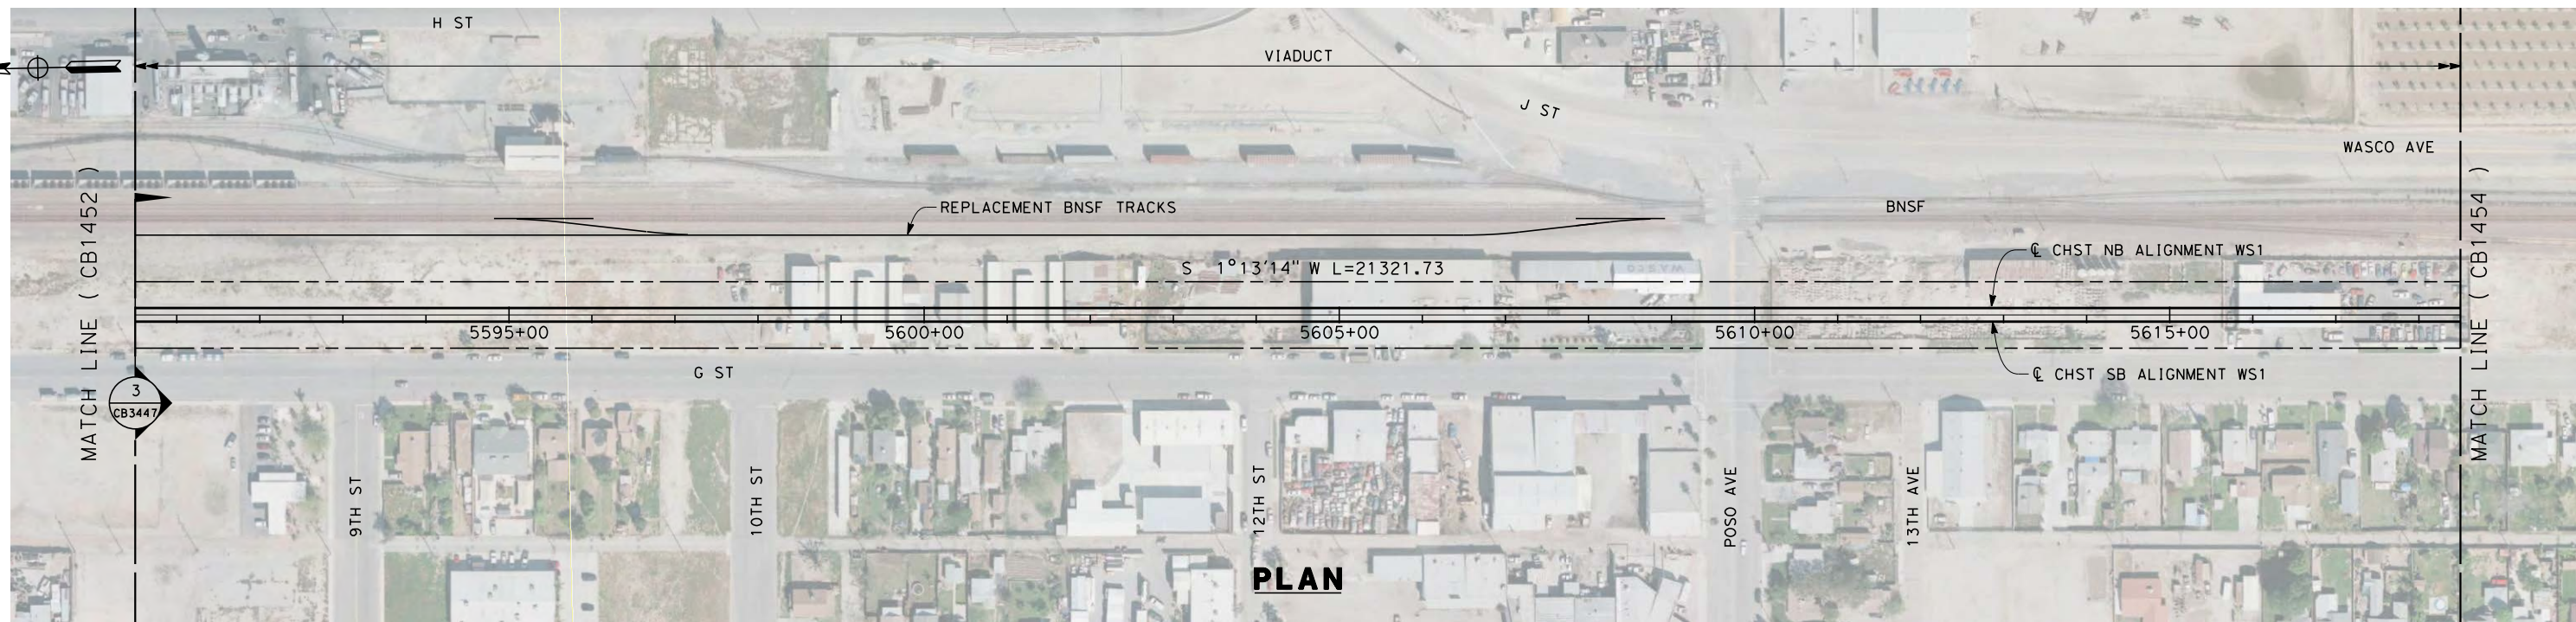 H ST
VIADUCT
J ST
WASCO AVE
MATCH LINE ( CB1452 )
REPLACEMENT BNSF TRACKS
BNSF
MATCH LINE ( CB1454 )
℄ CHST NB ALIGNMENT WS1
S 1°13'14" W L=21321.73
WASCO
5595+00
5600+00
5605+00
5610+00
5615+00
G ST
℄ CHST SB ALIGNMENT WS1
3
CB3447
9TH ST
10TH ST
12TH ST
POSO AVE
13TH AVE
PLAN